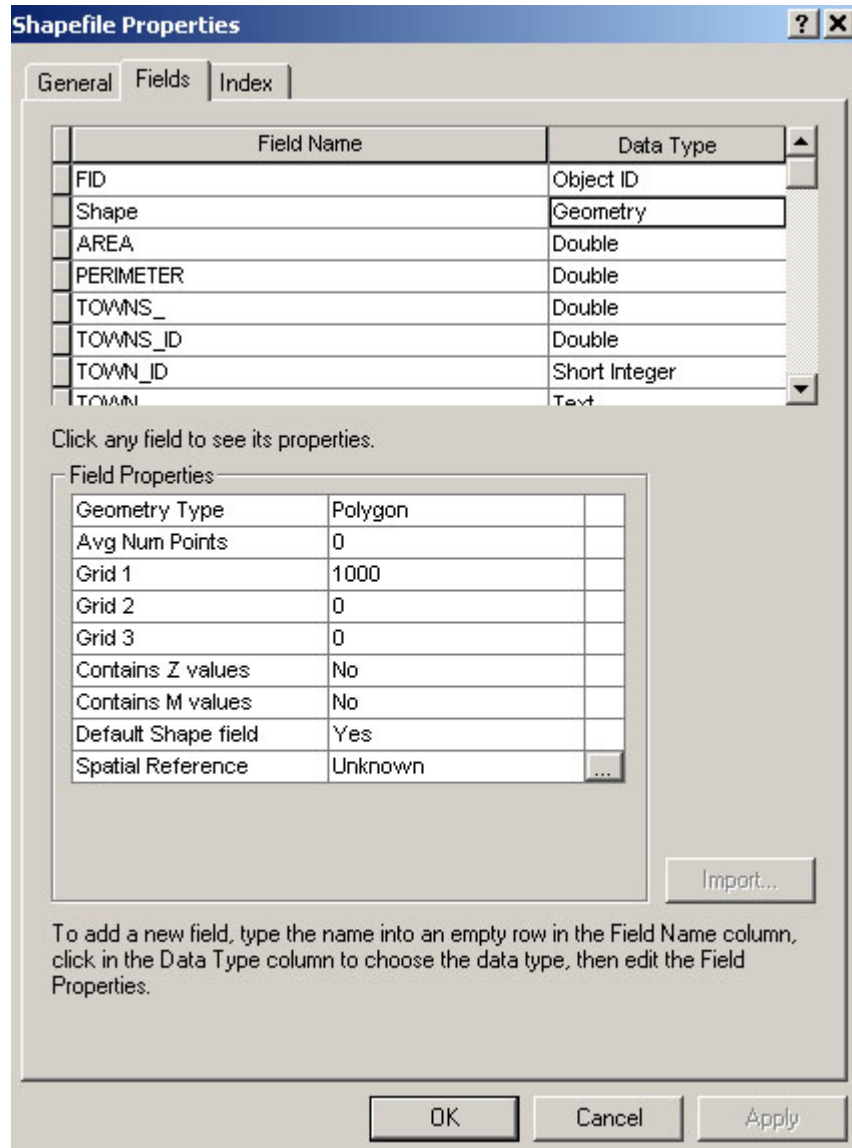 Shapefile Properties
General Fields Index
Field Name Data Type
FID Object ID
Shape Geometry
AREA Double
PERIMETER Double
TOWNS_ Double
TOWNS_ID Double
TOWN_ID Short Integer
TOWN Text
Click any field to see its properties.
Field Properties
Geometry Type Polygon
Avg Num Points 0
Grid 1 1000
Grid 2 0
Grid 3 0
Contains Z values No
Contains M values No
Default Shape field Yes
Spatial Reference Unknown ...
Import...
To add a new field, type the name into an empty row in the Field Name column,
click in the Data Type column to choose the data type, then edit the Field
Properties.
OK Cancel Apply